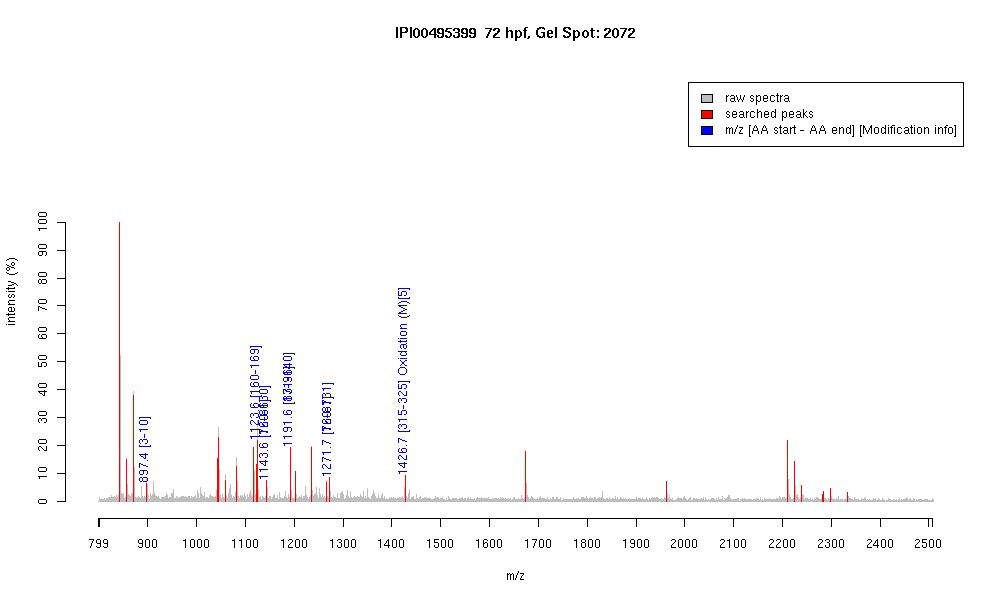 IPI00495399 72 hpf, Gel Spot: 2072
raw spectra
searched peaks
m/z [AA start - AA end] [Modification info]
intensity (%)
100
90
80
70
60
50
40
30
20
10
0
897.4 [3-10]
1123.6 [160-169]
1143.6
1191.6
1271.7
1426.7 [315-325] Oxidation (M)[5]
799 900 1000 1100 1200 1300 1400 1500 1600 1700 1800 1900 2000 2100 2200 2300 2400 2500
m/z